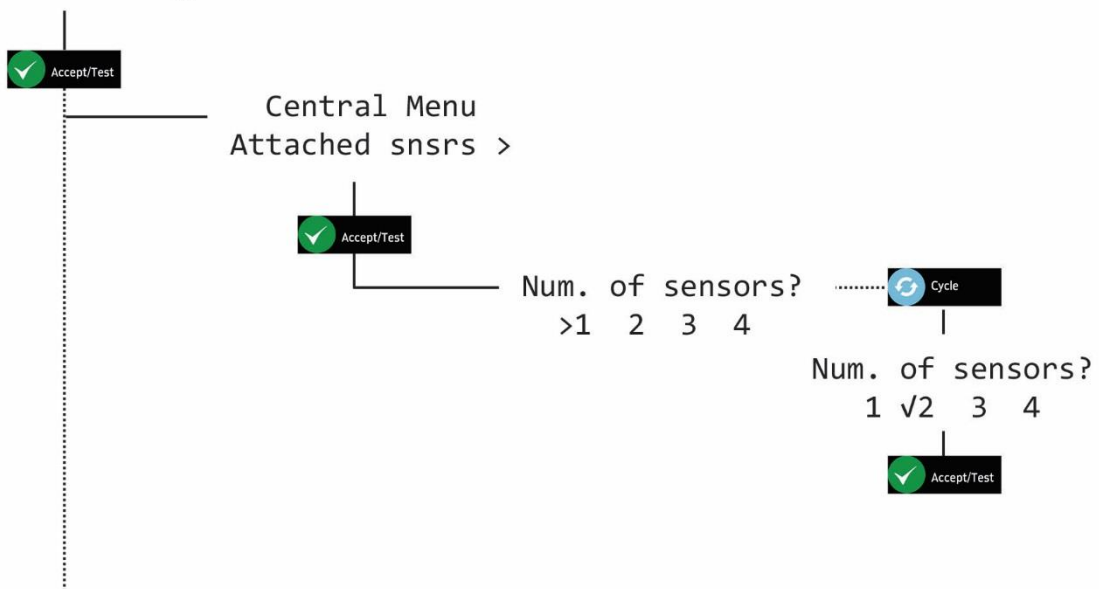 Accept/Test
Central Menu
Attached snsrs >
Accept/Test
Num. of sensors?
>1 2 3 4
Cycle
Num. of sensors?
1 √2 3 4
Accept/Test